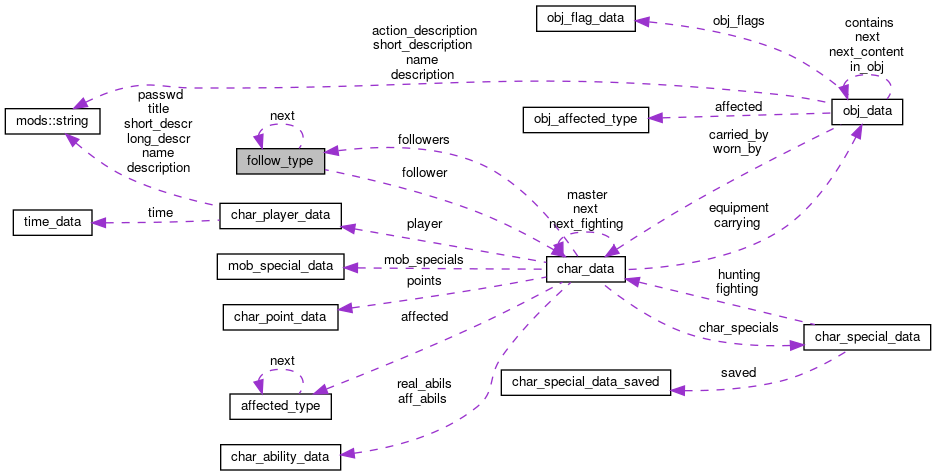 obj_flag_data
obj_flags
contains
next
next_content
in_obj
action_description
short_description
name
description
mods::string
passwd
title
short_descr
long_descr
name
description
next
follow_type
followers
follower
obj_affected_type
affected
obj_data
carried_by
worn_by
time_data
time
char_player_data
player
master
next
next_fighting
equipment
carrying
mob_special_data
mob_specials
char_data
char_point_data
points
affected
hunting
fighting
char_specials
char_special_data
next
affected_type
real_abils
aff_abils
char_special_data_saved
saved
char_ability_data